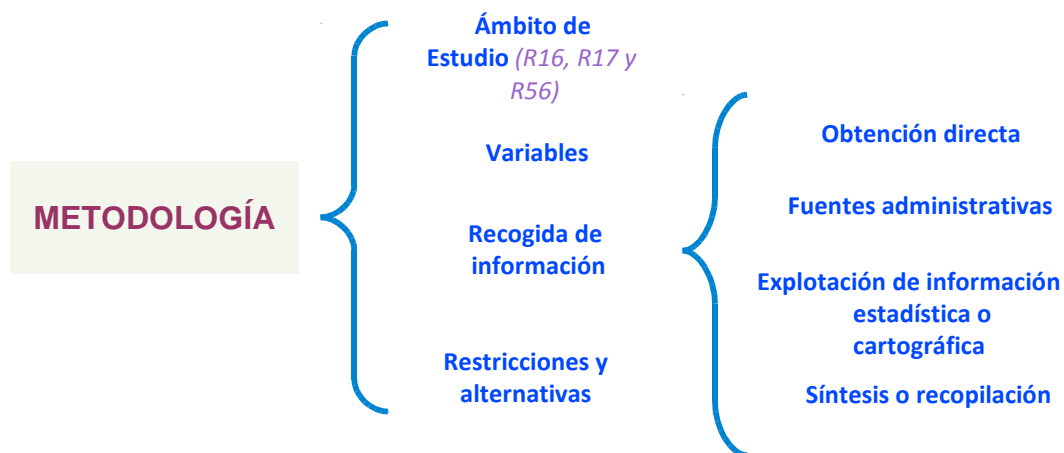 METODOLOGÍA
Ámbito de
Estudio (R16, R17 y
R56)
Variables
Recogida de
información
Restricciones y
alternativas
Obtención directa
Fuentes administrativas
Explotación de información
estadística o
cartográfica
Síntesis o recopilación